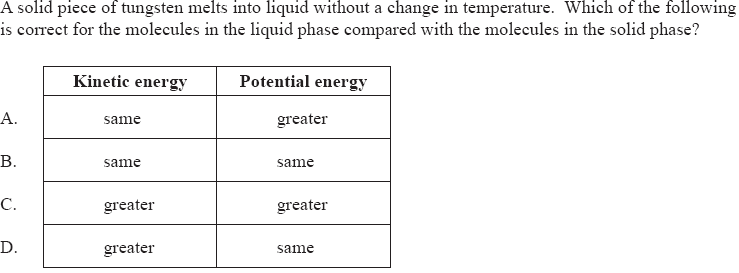 A solid piece of tungsten melts into liquid without a change in temperature. Which of the following
is correct for the molecules in the liquid phase compared with the molecules in the solid phase?
Kinetic energy Potential energy
A. same greater
B. same same
C. greater greater
D. greater same